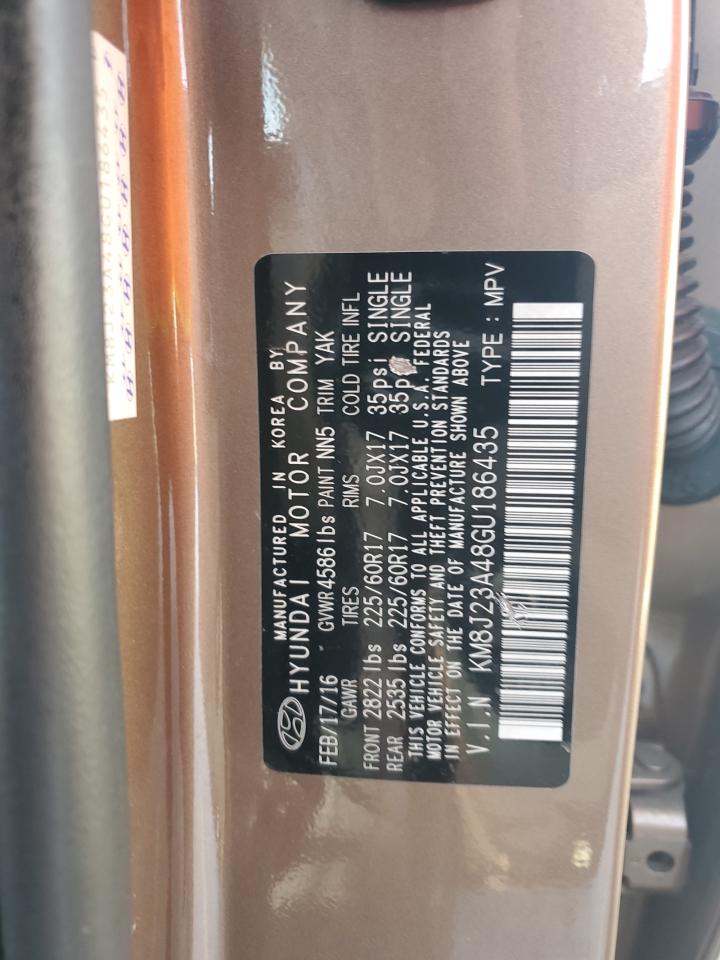 MANUFACTURED IN KOREA BY
HYUNDAI MOTOR COMPANY
FEB/17/16 GVWR 4586 lbs PAINT NN5 TRIM YAK
GAWR TIRES RIMS COLD TIRE INFL
FRONT 2822 lbs 225/60R17 7.0JX17 35psi SINGLE
REAR 2535 lbs 225/60R17 7.0JX17 35p SINGLE
THIS VEHICLE CONFORMS TO ALL APPLICABLE U.S.A. FEDERAL
MOTOR VEHICLE SAFETY AND THEFT PREVENTION STANDARDS
IN EFFECT ON THE DATE OF MANUFACTURE SHOWN ABOVE
V.I.N KM8J23A48GU186435 TYPE : MPV
KM8J23A48GU186435